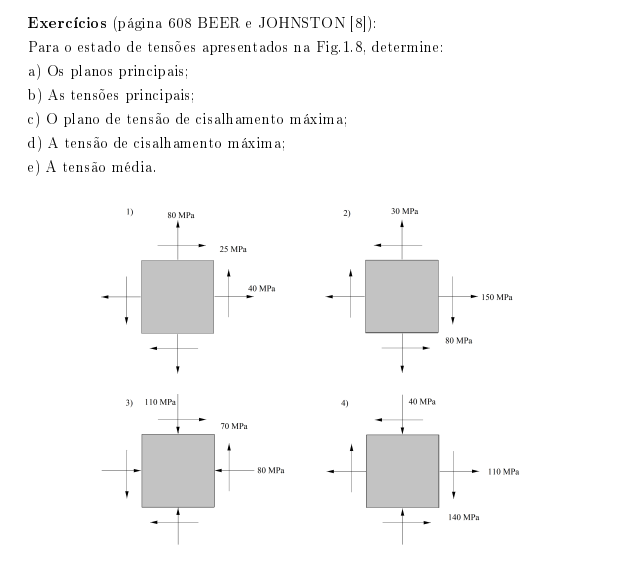 Exercícios (página 608 BEER e JOHNSTON [8]):
Para o estado de tensões apresentados na Fig.1.8, determine:
a) Os planos principais;
b) As tensões principais;
c) O plano de tensão de cisalhamento máxima;
d) A tensão de cisalhamento máxima;
e) A tensão média.
1)
80 MPa
25 MPa
40 MPa
2)
30 MPa
150 MPa
80 MPa
3)
110 MPa
70 MPa
80 MPa
4)
40 MPa
110 MPa
140 MPa